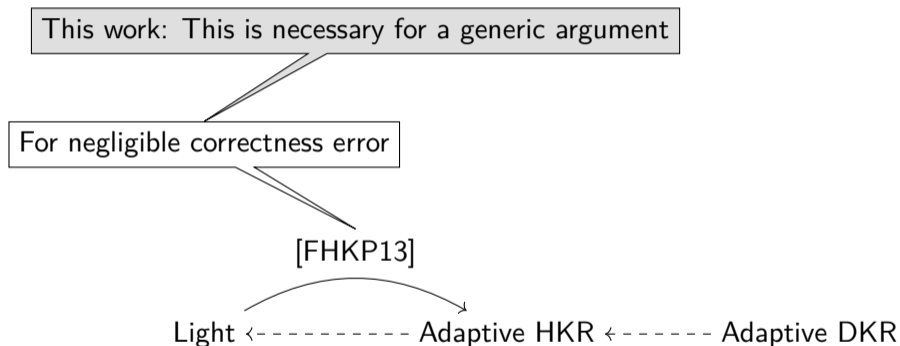 This work: This is necessary for a generic argument
For negligible correctness error
[FHKP13]
Light Adaptive HKR Adaptive DKR